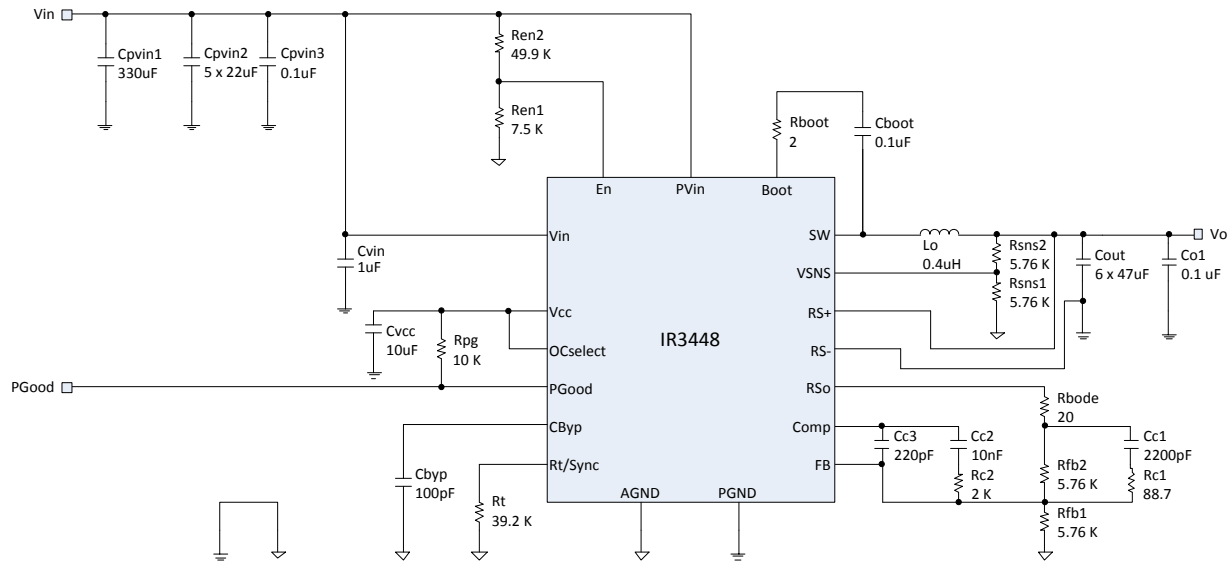 Vin
Cpvin1
330uF
Cpvin2
5 x 22uF
Cpvin3
0.1uF
Ren2
49.9 K
Ren1
7.5 K
Rboot
2
Cboot
0.1uF
En
PVin
Boot
Vin
Cvin
1uF
SW
Lo
0.4uH
Rsns2
5.76 K
Rsns1
5.76 K
Cout
6 x 47uF
Co1
0.1 uF
Vo
VSNS
Vcc
Cvcc
10uF
Rpg
10 K
OCselect
RS+
RS-
IR3448
PGood
PGood
RSo
Rbode
20
CByp
Cbyp
100pF
Comp
Cc3
220pF
Cc2
10nF
Rc2
2 K
Rfb2
5.76 K
Cc1
2200pF
Rc1
88.7
Rt/Sync
Rt
39.2 K
FB
Rfb1
5.76 K
AGND
PGND